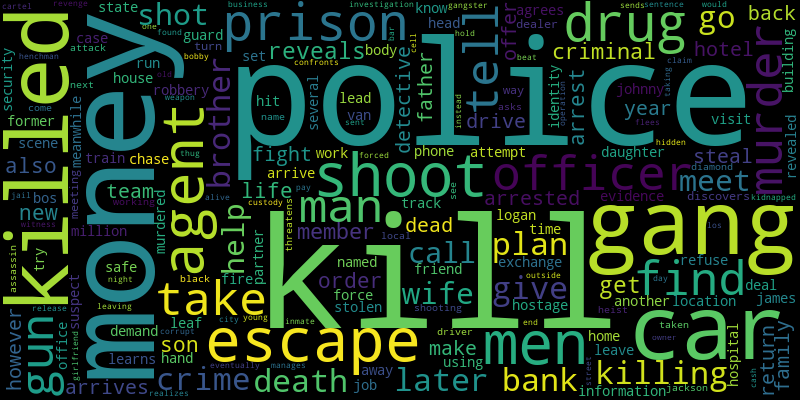 police
kill
money
killed
gang
car
shoot
escape
agent
prison
drug
murder
officer
man
men
take
find
gun
killing
bank
crime
death
later
plan
give
wife
tell
go
shot
brother
help
call
meet
get
son
life
fight
reveals
criminal
detective
father
arrest
drive
year
hotel
steal
back
offer
know
head
body
set
hit
lead
van
name
several
identity
visit
daughter
arrested
evidence
discovers
member
dead
logan
time
exchange
hostage
order
force
stolen
friend
named
track
phone
attempt
work
arrive
partner
fire
team
new
also
bos
try
million
train
chase
robbery
house
run
guard
turn
state
case
attack
next
come
former
scene
security
meanwhile
meeting
murdered
safe
night
leaving
demand
learns
arrives
suspect
office
however
hand
leaf
black
assassin
jail
witness
working
release
girlfriend
realizes
corrupt
city
young
eventually
manages
inmate
job
away
using
make
driver
end
shooting
local
threatens
custody
pay
alive
thug
weapon
bobby
old
henchman
cartel
revenge
business
investigation
gangster
one
found
confronts
bar
cell
beat
forced
sent
see
hold
instead
way
asks
agrees
dealer
sends
sentence
would
claim
taking
operation
flees
hidden
johnny
building
revealed
kidnapped
diamond
los
refuse
deal
another
location
james
day
heist
home
leave
taken
owner
street
information
jackson
hospital
cash
return
family
outside